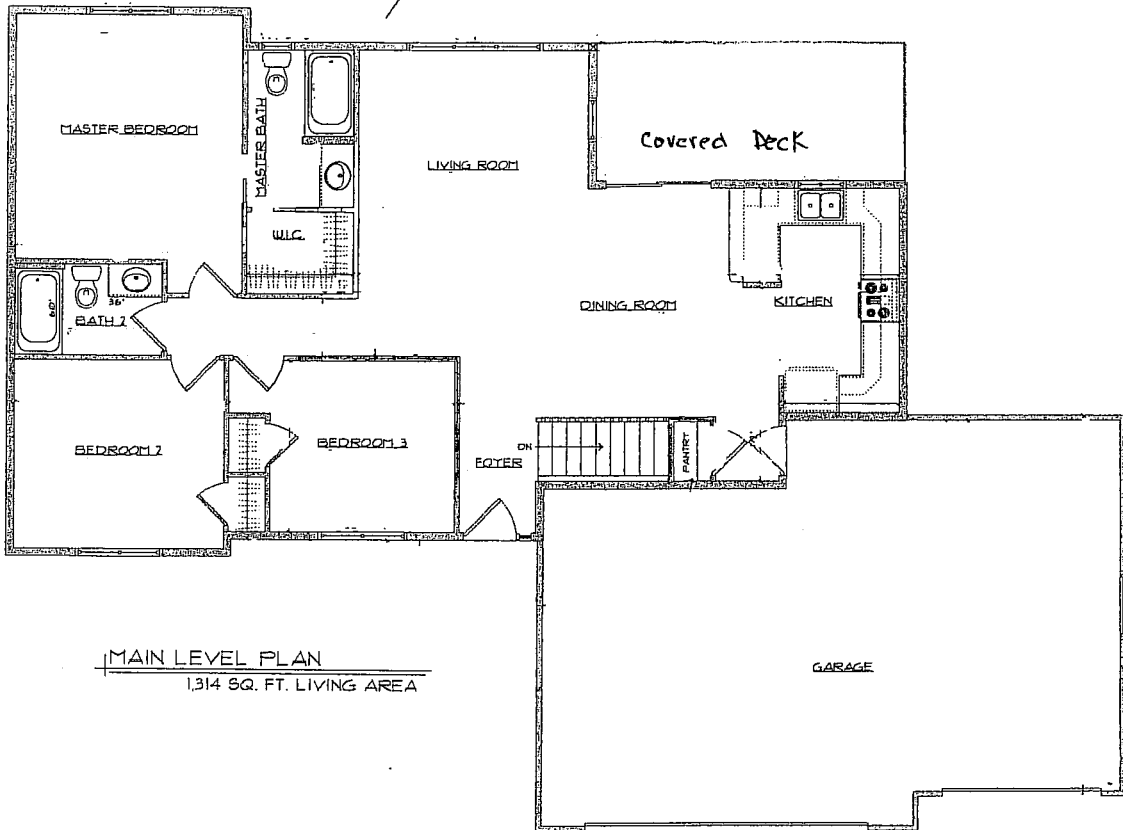 MASTER BEDROOM
MASTER BATH
LIVING ROOM
Covered Deck
W.I.C.
36"
60"
BATH 2
DINING ROOM
KITCHEN
BEDROOM 2
BEDROOM 3
FOYER
DN
PANTRY
MAIN LEVEL PLAN
1,314 SQ. FT. LIVING AREA
GARAGE